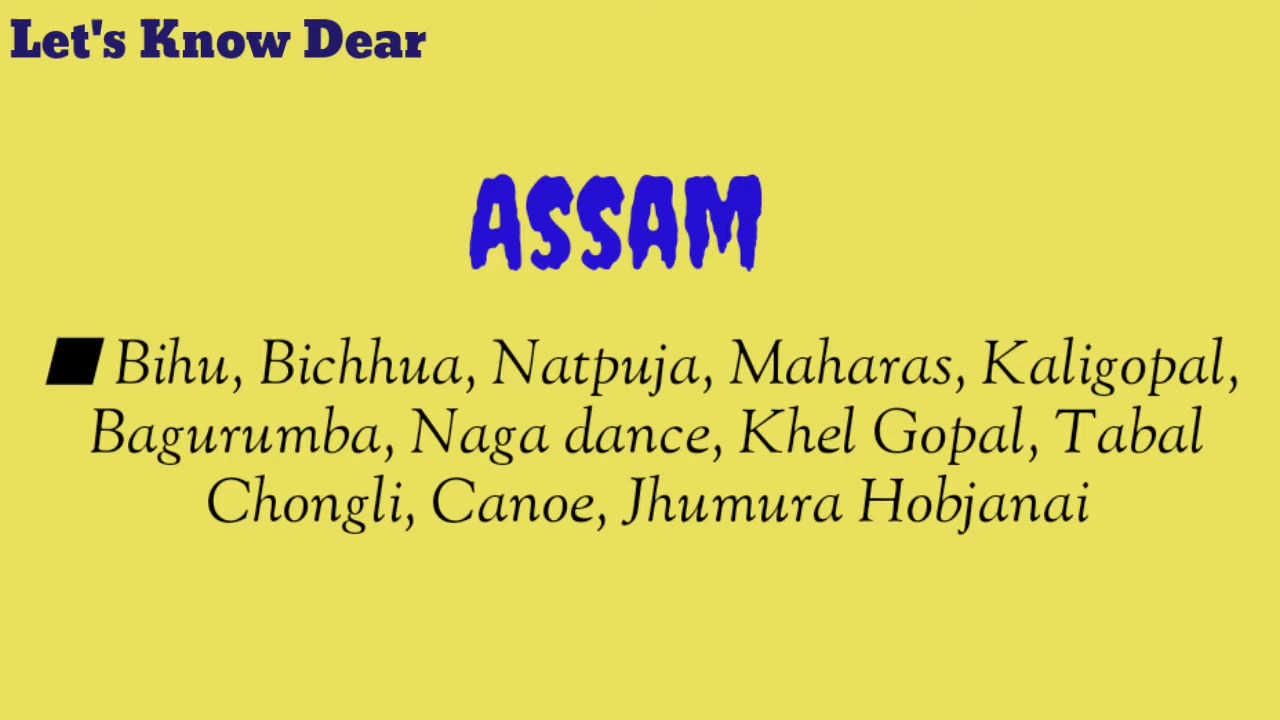 Let's Know Dear
ASSAM
■ Bihu, Bichhua, Natpuja, Maharas, Kaligopal,
Bagurumba, Naga dance, Khel Gopal, Tabal
Chongli, Canoe, Jhumura Hobjanai